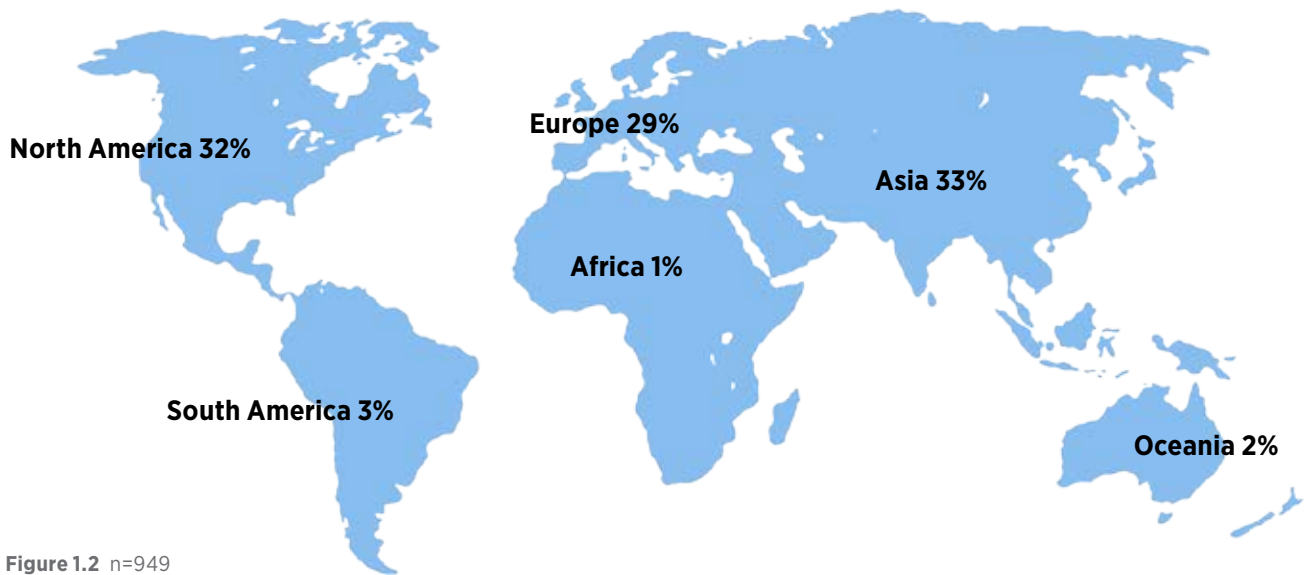 North America 32%
Europe 29%
Asia 33%
Africa 1%
South America 3%
Oceania 2%
Figure 1.2 n=949